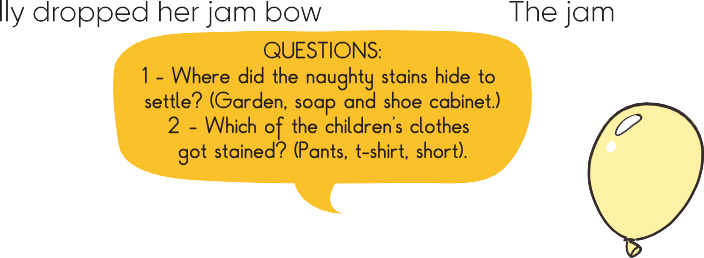 lly dropped her jam bow
The jam
QUESTIONS:
1 - Where did the naughty stains hide to
settle? (Garden, soap and shoe cabinet.)
2 - Which of the children's clothes
got stained? (Pants, t-shirt, short).